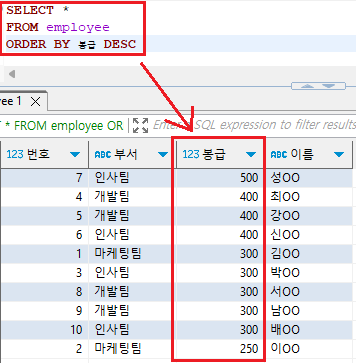 SELECT *
FROM employee
ORDER BY 봉급 DESC
ee 1
T * FROM employee OR Enter SQL expression to filter results
123 번호 ABC 부서 123 봉급 ABC 이름
7 인사팀 500 성OO
4 개발팀 400 최OO
5 개발팀 400 강OO
6 인사팀 400 신OO
1 마케팅팀 300 김OO
3 인사팀 300 박OO
8 개발팀 300 서OO
9 개발팀 300 남OO
10 인사팀 300 배OO
2 마케팅팀 250 이OO